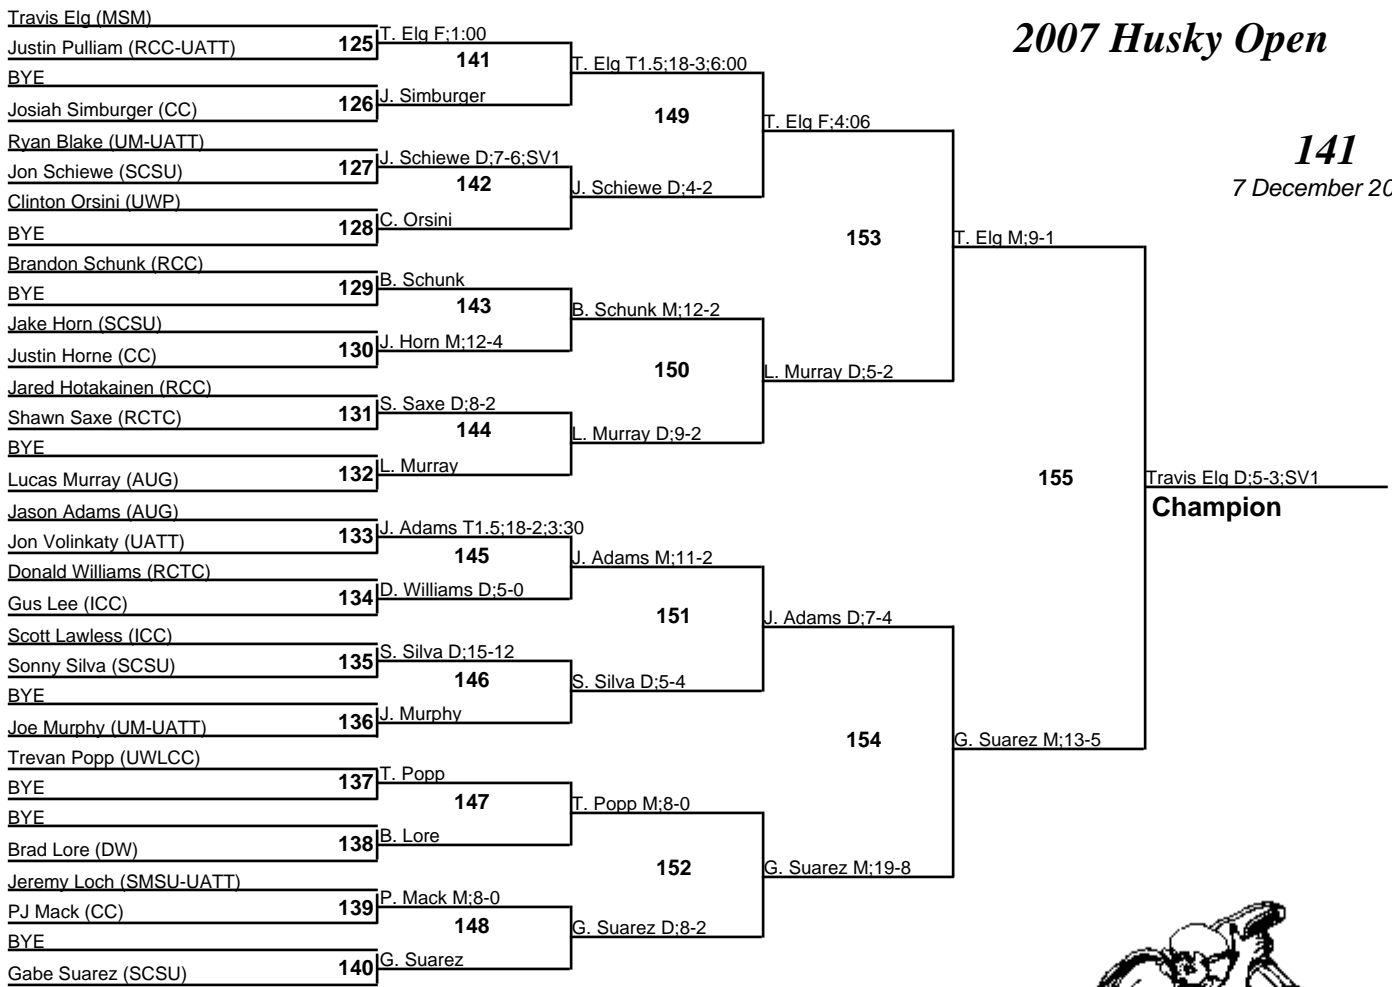 2007 Husky Open
141
7 December 20
Travis Elg (MSM)
Justin Pulliam (RCC-UATT)
125
BYE
Josiah Simburger (CC)
126
Ryan Blake (UM-UATT)
Jon Schiewe (SCSU)
127
Clinton Orsini (UWP)
BYE
128
Brandon Schunk (RCC)
BYE
129
Jake Horn (SCSU)
Justin Horne (CC)
130
Jared Hotakainen (RCC)
Shawn Saxe (RCTC)
131
BYE
Lucas Murray (AUG)
132
Jason Adams (AUG)
Jon Volinkaty (UATT)
133
Donald Williams (RCTC)
Gus Lee (ICC)
134
Scott Lawless (ICC)
Sonny Silva (SCSU)
135
BYE
Joe Murphy (UM-UATT)
136
Trevan Popp (UWLCC)
BYE
137
BYE
Brad Lore (DW)
138
Jeremy Loch (SMSU-UATT)
PJ Mack (CC)
139
BYE
Gabe Suarez (SCSU)
140
T. Elg F;1:00
141
J. Simburger
J. Schiewe D;7-6;SV1
142
C. Orsini
B. Schunk
143
J. Horn M;12-4
S. Saxe D;8-2
144
L. Murray
J. Adams T1.5;18-2;3:30
145
D. Williams D;5-0
S. Silva D;15-12
146
J. Murphy
T. Popp
147
B. Lore
P. Mack M;8-0
148
G. Suarez
T. Elg T1.5;18-3;6:00
149
J. Schiewe D;4-2
B. Schunk M;12-2
150
L. Murray D;9-2
J. Adams M;11-2
151
S. Silva D;5-4
T. Popp M;8-0
152
G. Suarez D;8-2
T. Elg F;4:06
153
L. Murray D;5-2
J. Adams D;7-4
154
G. Suarez M;19-8
T. Elg M;9-1
155
G. Suarez M;13-5
Travis Elg D;5-3;SV1
Champion